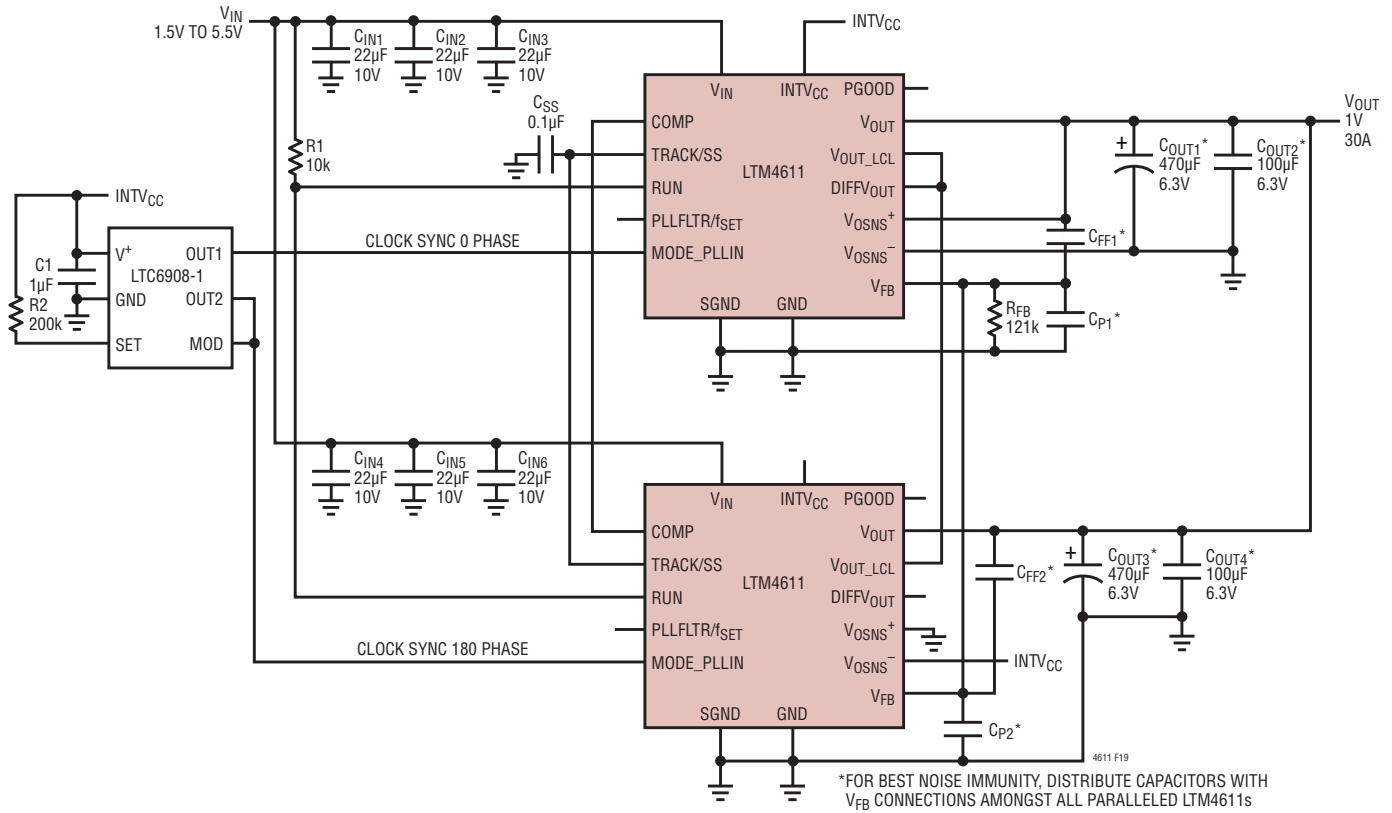 VIN
1.5V TO 5.5V
CIN1
22µF
10V
CIN2
22µF
10V
CIN3
22µF
10V
INTVCC
CSS
0.1µF
R1
10k
VIN
INTVCC
PGOOD
COMP
VOUT
TRACK/SS
VOUT_LCL
LTM4611
RUN
DIFFVOUT
PLLFLTR/fSET
VOSNS+
MODE_PLLIN
VOSNS–
VFB
SGND
GND
VOUT
1V
30A
+
COUT1*
470µF
6.3V
COUT2*
100µF
6.3V
CFF1*
RFB
121k
CP1*
INTVCC
C1
1µF
R2
200k
V+
OUT1
LTC6908-1
GND
OUT2
SET
MOD
CLOCK SYNC 0 PHASE
CIN4
22µF
10V
CIN5
22µF
10V
CIN6
22µF
10V
VIN
INTVCC
PGOOD
COMP
VOUT
TRACK/SS
VOUT_LCL
LTM4611
RUN
DIFFVOUT
PLLFLTR/fSET
VOSNS+
MODE_PLLIN
VOSNS–
VFB
SGND
GND
CLOCK SYNC 180 PHASE
CFF2*
+
COUT3*
470µF
6.3V
COUT4*
100µF
6.3V
INTVCC
CP2*
4611 F19
*FOR BEST NOISE IMMUNITY, DISTRIBUTE CAPACITORS WITH
VFB CONNECTIONS AMONGST ALL PARALLELED LTM4611s